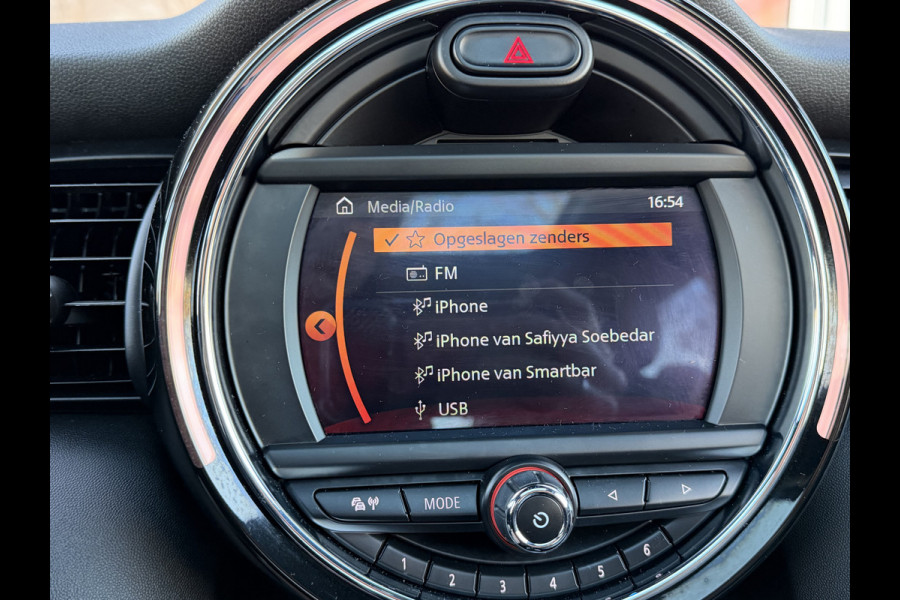 Media/Radio 16:54
Opgeslagen zenders
FM
iPhone
iPhone van Safiyya Soebedar
iPhone van Smartbar
USB
MODE
1 2 3 4 5 6